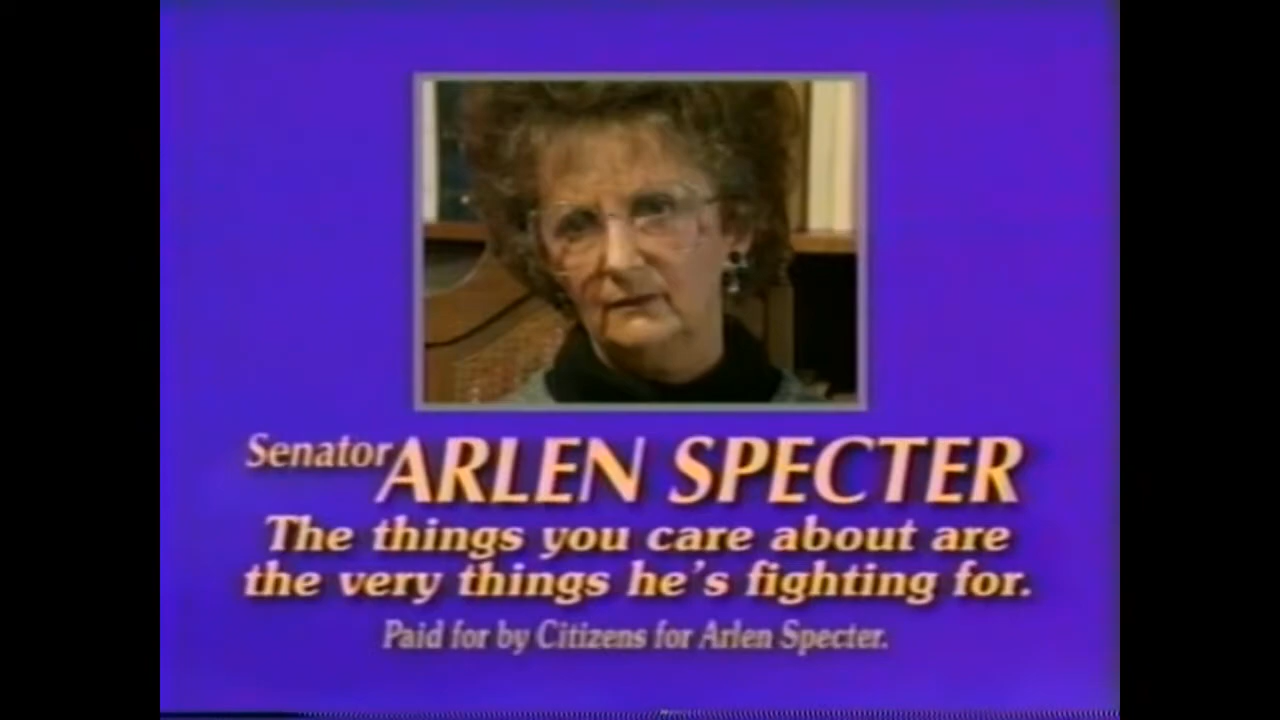 Senator ARLEN SPECTER
The things you care about are
the very things he's fighting for.
Paid for by Citizens for Arlen Specter.